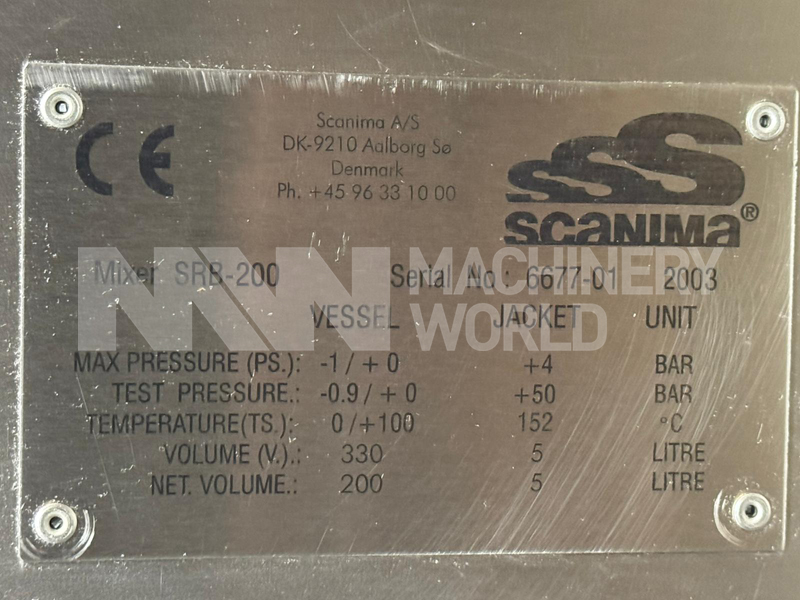 CE
Scanima A/S
DK-9210 Aalborg Sø
Denmark
Ph. +45 96 33 10 00
SSS
SCANIMA®
Mixer SRB-200 Serial No: 6677-01 2003
MW MACHINERY
WORLD
VESSEL JACKET UNIT
MAX PRESSURE (PS.): -1/+0 +4 BAR
TEST PRESSURE.: -0.9/+0 +50 BAR
TEMPERATURE(TS.): 0/+100 152 °C
VOLUME (V.): 330 5 LITRE
NET. VOLUME.: 200 5 LITRE